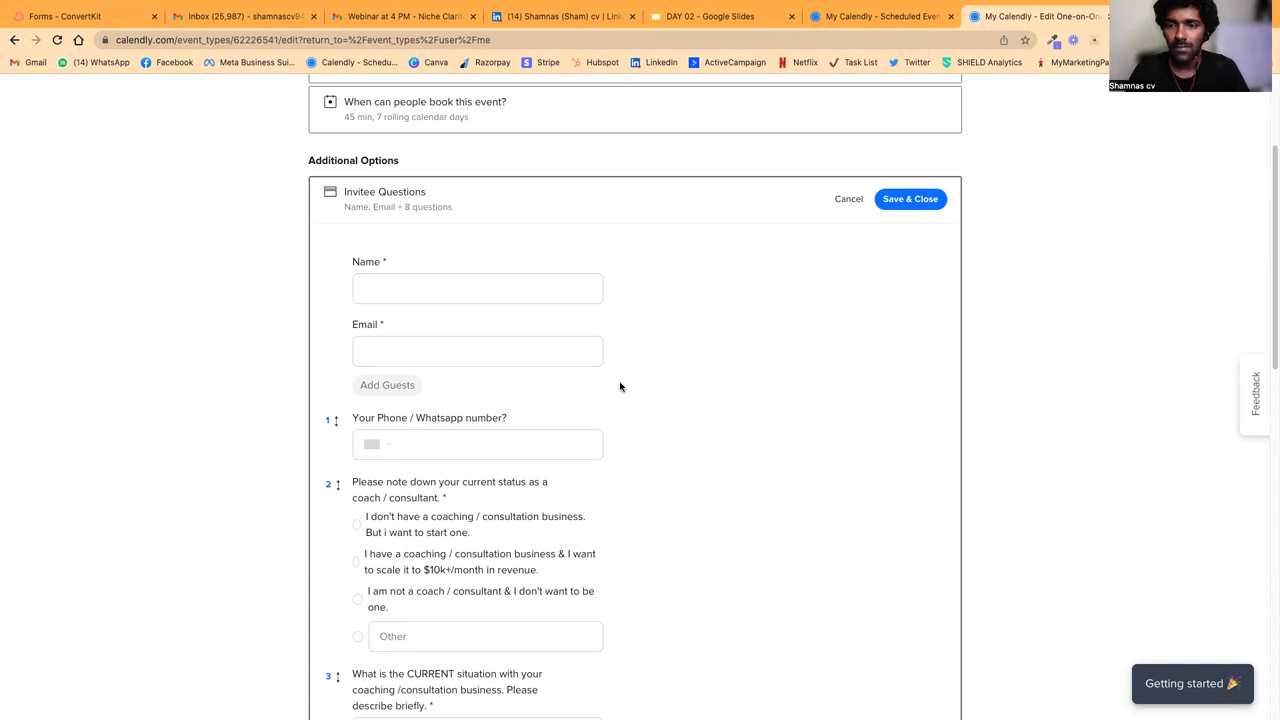 Forms - ConvertKit
Inbox (25,987) - shamnascv94
Webinar at 4 PM - Niche Clarit
(14) Shamnas (Sham) cv | Link
DAY 02 - Google Slides
My Calendly - Scheduled Even
My Calendly - Edit One-on-On
calendly.com/event_types/62226541/edit?return_to=%2Fevent_types%2Fuser%2Fme
Gmail
(14) WhatsApp
Facebook
Meta Business Sui...
Calendly - Schedu...
Canva
Razorpay
Stripe
Hubspot
LinkedIn
ActiveCampaign
Netflix
Task List
Twitter
SHIELD Analytics
MyMarketingPa
Shamnas cv
When can people book this event?
45 min, 7 rolling calendar days
Additional Options
Invitee Questions
Name, Email + 8 questions
Cancel
Save & Close
Name *
Email *
Add Guests
1
Your Phone / Whatsapp number?
2
Please note down your current status as a
coach / consultant. *
I don't have a coaching / consultation business.
But i want to start one.
I have a coaching / consultation business & I want
to scale it to $10k+/month in revenue.
I am not a coach / consultant & I don't want to be
one.
Other
3
What is the CURRENT situation with your
coaching /consultation business. Please
describe briefly. *
Feedback
Getting started 🎉